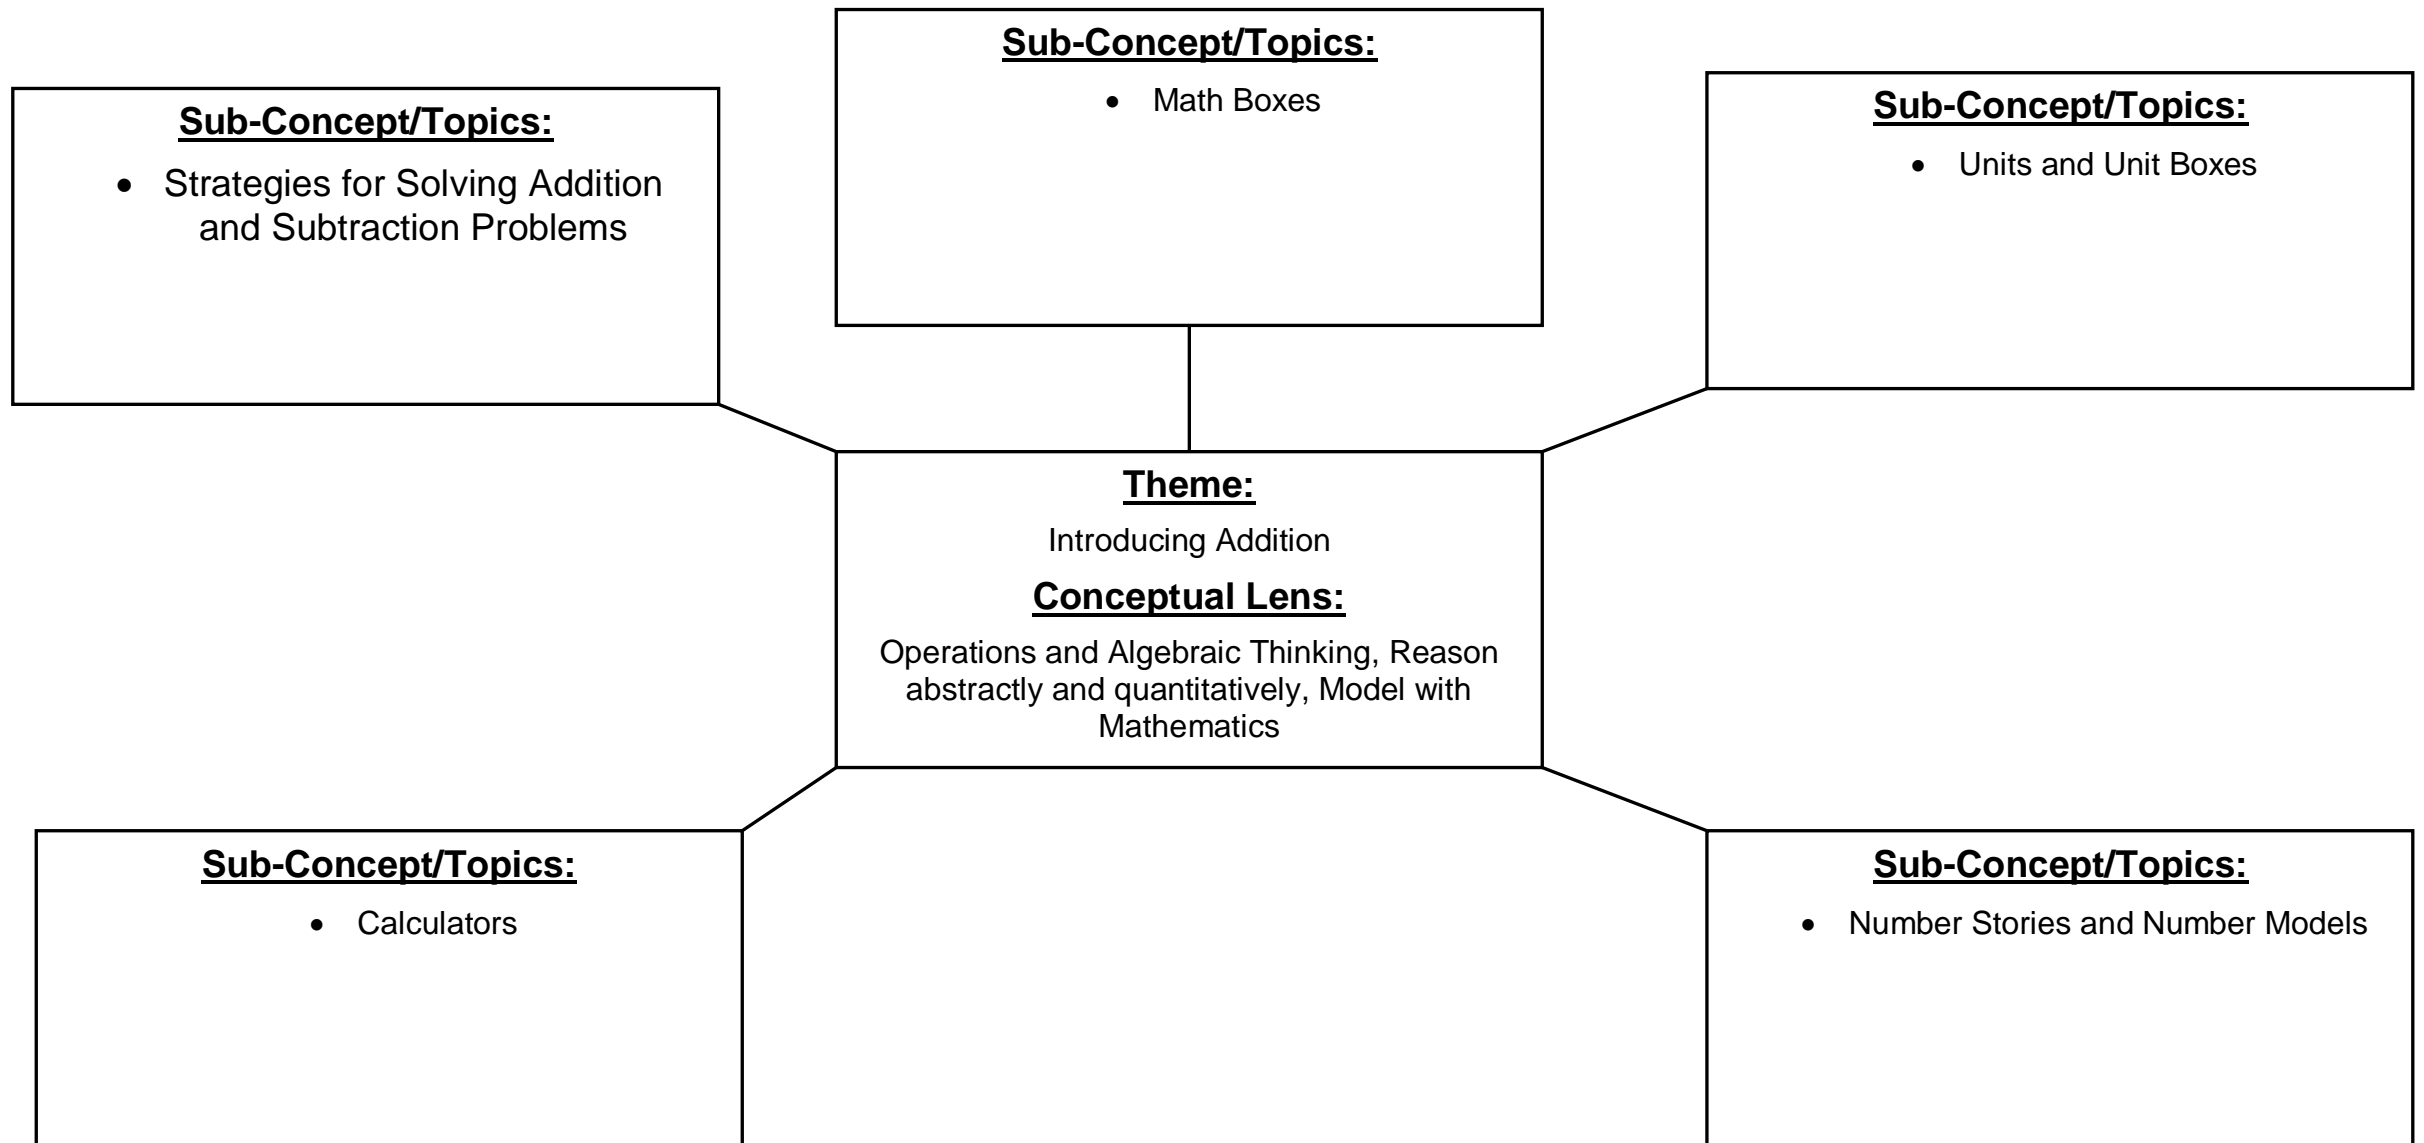 Sub-Concept/Topics:
• Strategies for Solving Addition
and Subtraction Problems
Sub-Concept/Topics:
• Math Boxes
Sub-Concept/Topics:
• Units and Unit Boxes
Theme:
Introducing Addition
Conceptual Lens:
Operations and Algebraic Thinking, Reason
abstractly and quantitatively, Model with
Mathematics
Sub-Concept/Topics:
• Calculators
Sub-Concept/Topics:
• Number Stories and Number Models